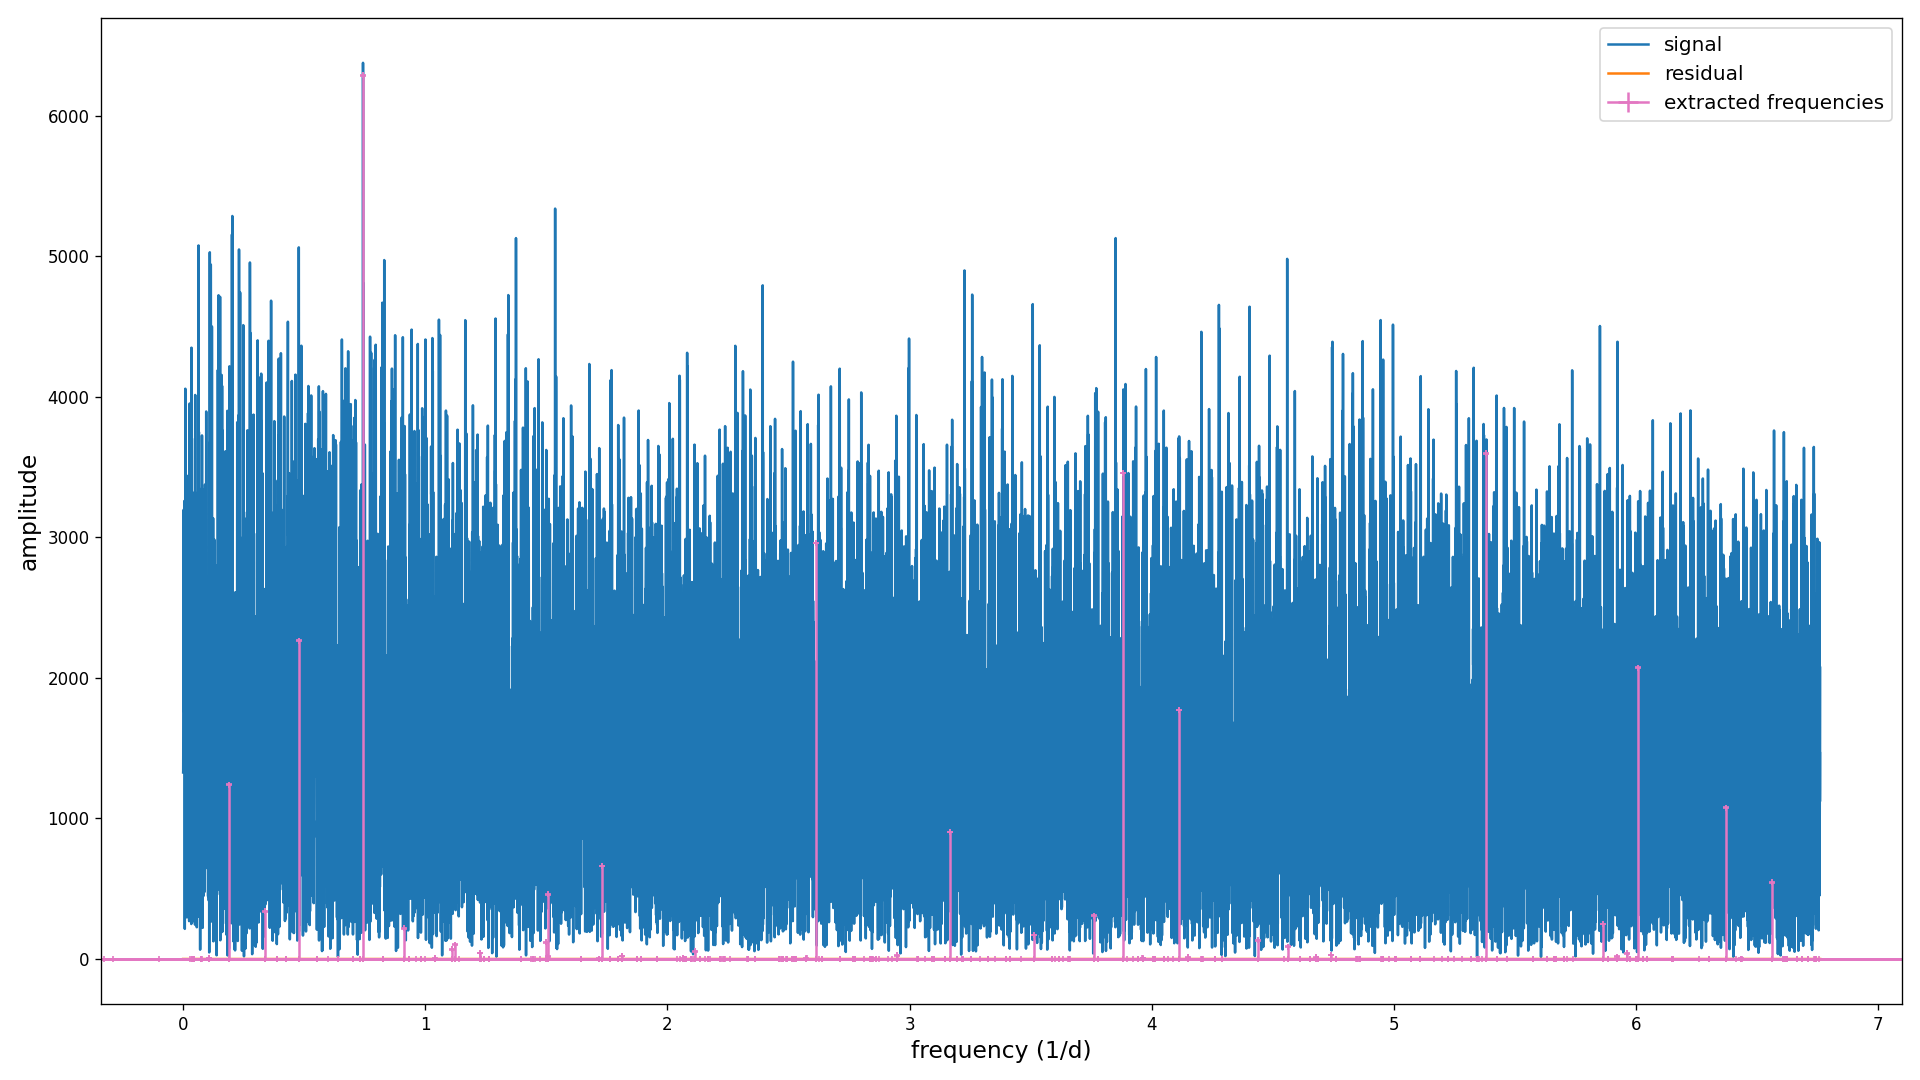 signal
residual
extracted frequencies
6000
5000
4000
3000
2000
1000
0
amplitude
0 1 2 3 4 5 6 7
frequency (1/d)